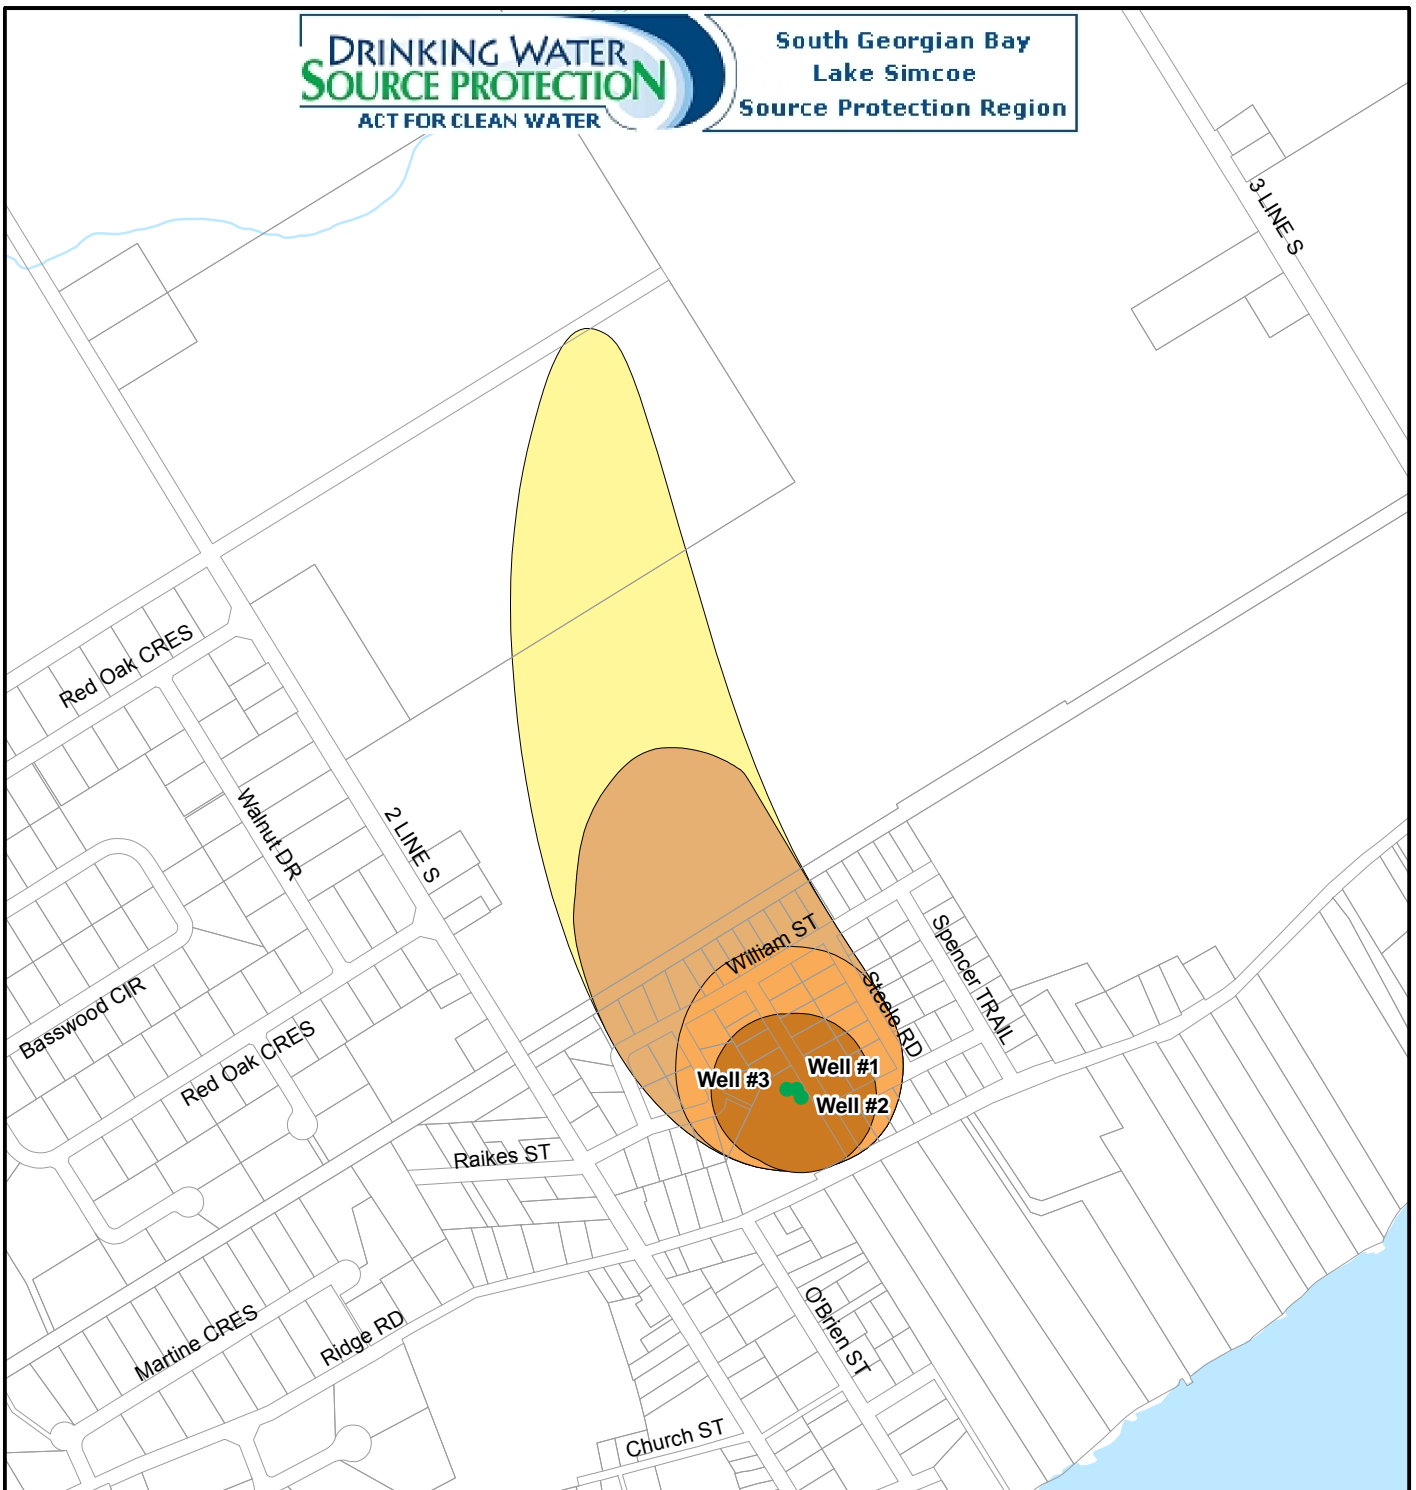 DRINKING WATER
SOURCE PROTECTION
ACT FOR CLEAN WATER
South Georgian Bay
Lake Simcoe
Source Protection Region
3 LINE S
Red Oak CRES
Walnut DR
2 LINE S
William ST
Spencer TRAIL
Steele RD
Basswood CIR
Red Oak CRES
Well #1
Well #3
Well #2
Raikes ST
O'Brien ST
Martine CRES
Ridge RD
Church ST